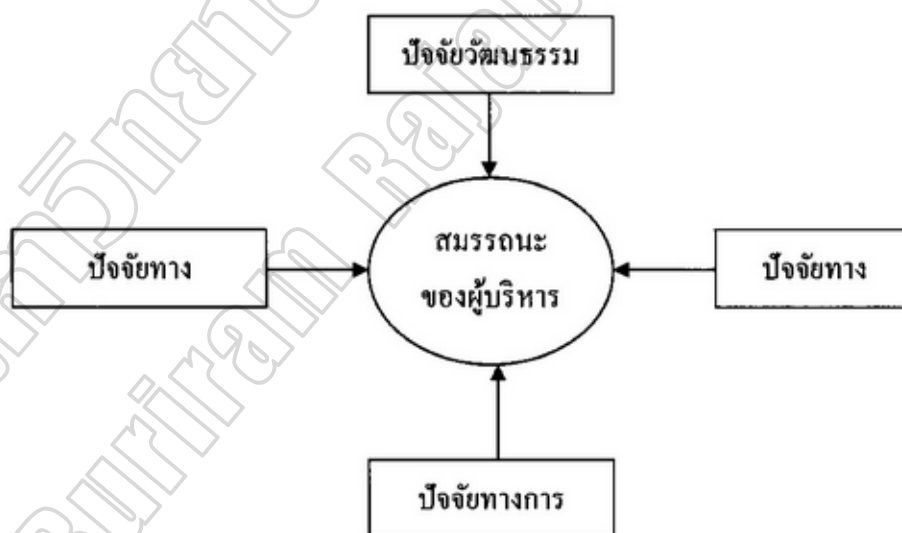 ปัจจัยวัฒนธรรม
ปัจจัยทาง
สมรรถนะ
ของผู้บริหาร
ปัจจัยทาง
ปัจจัยทางการ
Buriram Rajab